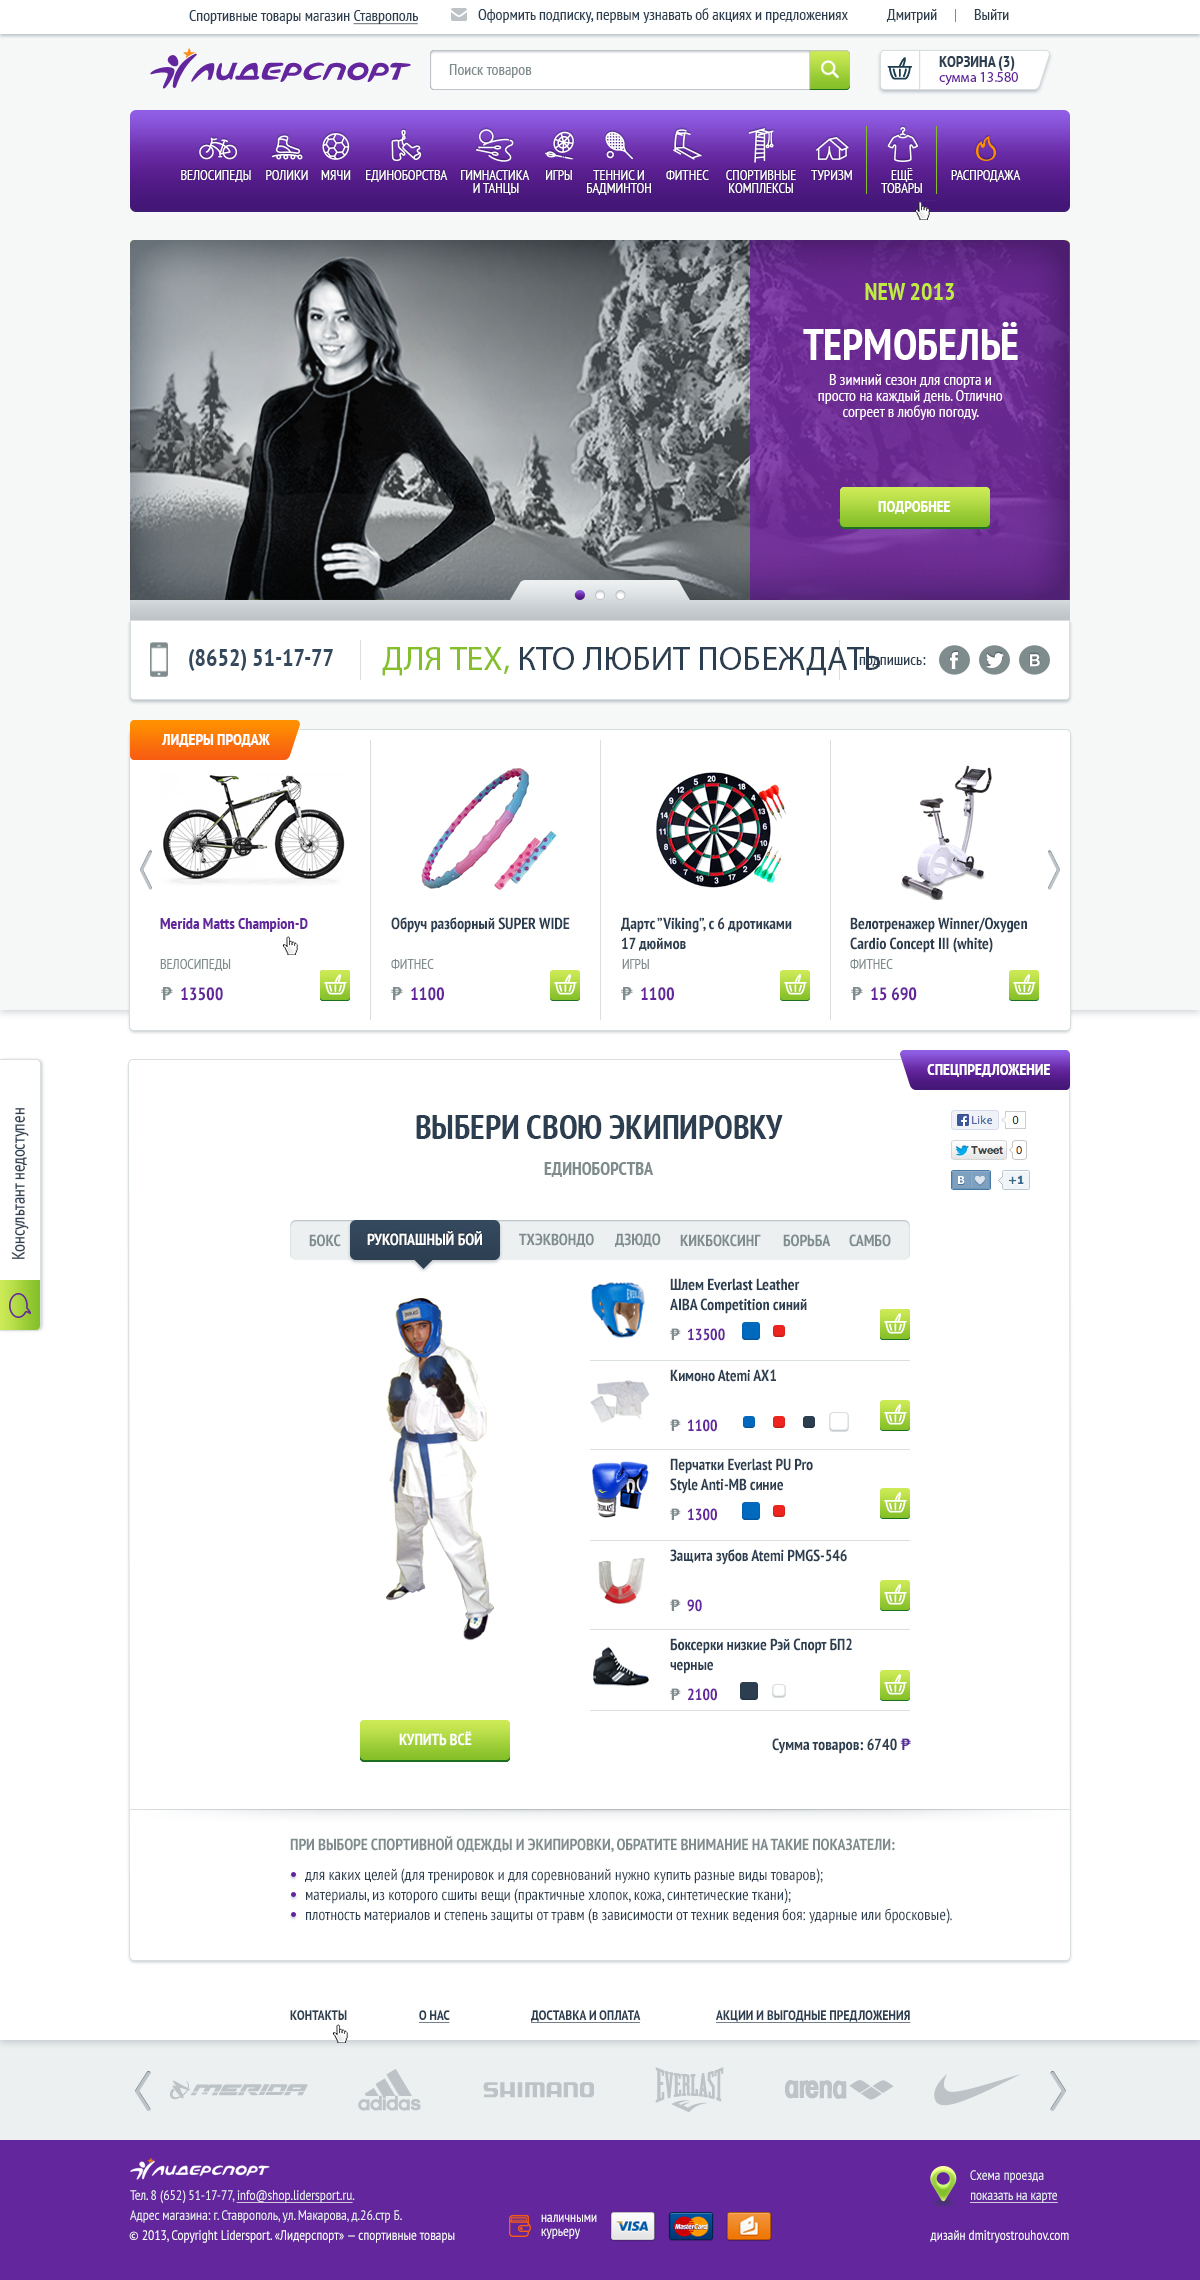 Спортивные товары магазин Ставрополь
Оформить подписку, первым узнавать об акциях и предложениях
Дмитрий | Выйти
ЛИДЕРСПОРТ
Поиск товаров
КОРЗИНА (3)
сумма 13.580
ВЕЛОСИПЕДЫ
РОЛИКИ
МЯЧИ
ЕДИНОБОРСТВА
ГИМНАСТИКА
И ТАНЦЫ
ИГРЫ
ТЕННИС И
БАДМИНТОН
ФИТНЕС
СПОРТИВНЫЕ
КОМПЛЕКСЫ
ТУРИЗМ
ЕЩЁ
ТОВАРЫ
РАСПРОДАЖА
NEW 2013
ТЕРМОБЕЛЬЁ
В зимний сезон для спорта и
просто на каждый день. Отлично
согреет в любую погоду.
ПОДРОБНЕЕ
(8652) 51-17-77
ДЛЯ ТЕХ, КТО ЛЮБИТ ПОБЕЖДАТЬ
подпишись:
ЛИДЕРЫ ПРОДАЖ
Merida Matts Champion-D
ВЕЛОСИПЕДЫ
₱ 13500
Обруч разборный SUPER WIDE
ФИТНЕС
₱ 1100
Дартс "Viking", с 6 дротиками
17 дюймов
ИГРЫ
₱ 1100
Велотренажер Winner/Oxygen
Cardio Concept III (white)
ФИТНЕС
₱ 15 690
Консультант недоступен
СПЕЦПРЕДЛОЖЕНИЕ
ВЫБЕРИ СВОЮ ЭКИПИРОВКУ
ЕДИНОБОРСТВА
Like 0
Tweet 0
В +1
БОКС
РУКОПАШНЫЙ БОЙ
ТХЭКВОНДО
ДЗЮДО
КИКБОКСИНГ
БОРЬБА
САМБО
Шлем Everlast Leather
AIBA Competition синий
₱ 13500
Кимоно Atemi AX1
₱ 1100
Перчатки Everlast PU Pro
Style Anti-MB синие
₱ 1300
Защита зубов Atemi PMGS-546
₱ 90
Боксерки низкие Рэй Спорт БП2
черные
₱ 2100
КУПИТЬ ВСЁ
Сумма товаров: 6740 ₱
ПРИ ВЫБОРЕ СПОРТИВНОЙ ОДЕЖДЫ И ЭКИПИРОВКИ, ОБРАТИТЕ ВНИМАНИЕ НА ТАКИЕ ПОКАЗАТЕЛИ:
• для каких целей (для тренировок и для соревнований нужно купить разные виды товаров);
• материалы, из которого сшиты вещи (практичные хлопок, кожа, синтетические ткани);
• плотность материалов и степень защиты от травм (в зависимости от техник ведения боя: ударные или бросковые).
КОНТАКТЫ
О НАС
ДОСТАВКА И ОПЛАТА
АКЦИИ И ВЫГОДНЫЕ ПРЕДЛОЖЕНИЯ
MERIDA
adidas
SHIMANO
EVERLAST
arena
ЛИДЕРСПОРТ
Тел. 8 (652) 51-17-77, info@shop.lidersport.ru.
Адрес магазина: г. Ставрополь, ул. Макарова, д.26.стр Б.
© 2013, Copyright Lidersport. «Лидерспорт» — спортивные товары
наличными
курьеру
VISA
MasterCard
Схема проезда
показать на карте
дизайн dmitryostrouhov.com